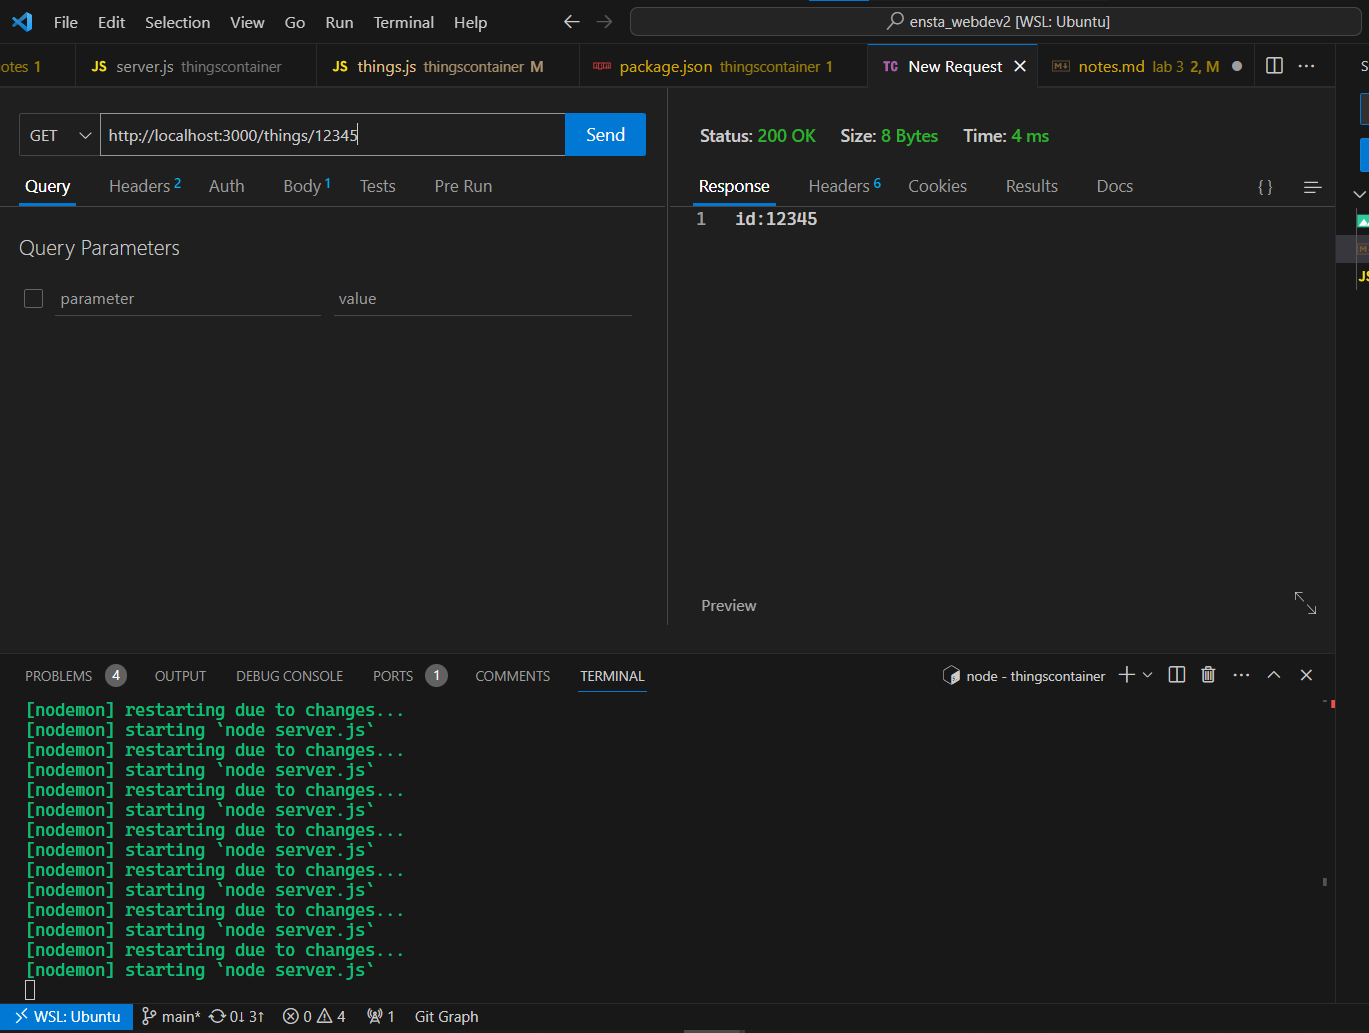 File Edit Selection View Go Run Terminal Help
ensta_webdev2 [WSL: Ubuntu]
otes 1
JS server.js thingscontainer
JS things.js thingscontainer M
package.json thingscontainer 1
TC New Request
notes.md lab 3 2, M
S
GET
http://localhost:3000/things/12345
Send
Query
Headers 2
Auth
Body 1
Tests
Pre Run
Query Parameters
parameter
value
Status: 200 OK Size: 8 Bytes Time: 4 ms
Response
Headers 6
Cookies
Results
Docs
{ }
1 id:12345
Preview
JS
PROBLEMS 4
OUTPUT
DEBUG CONSOLE
PORTS 1
COMMENTS
TERMINAL
node - thingscontainer
[nodemon] restarting due to changes...
[nodemon] starting `node server.js`
[nodemon] restarting due to changes...
[nodemon] starting `node server.js`
[nodemon] restarting due to changes...
[nodemon] starting `node server.js`
[nodemon] restarting due to changes...
[nodemon] starting `node server.js`
[nodemon] restarting due to changes...
[nodemon] starting `node server.js`
[nodemon] restarting due to changes...
[nodemon] starting `node server.js`
[nodemon] restarting due to changes...
[nodemon] starting `node server.js`
WSL: Ubuntu main* 0↓ 3↑ 0 4 1 Git Graph